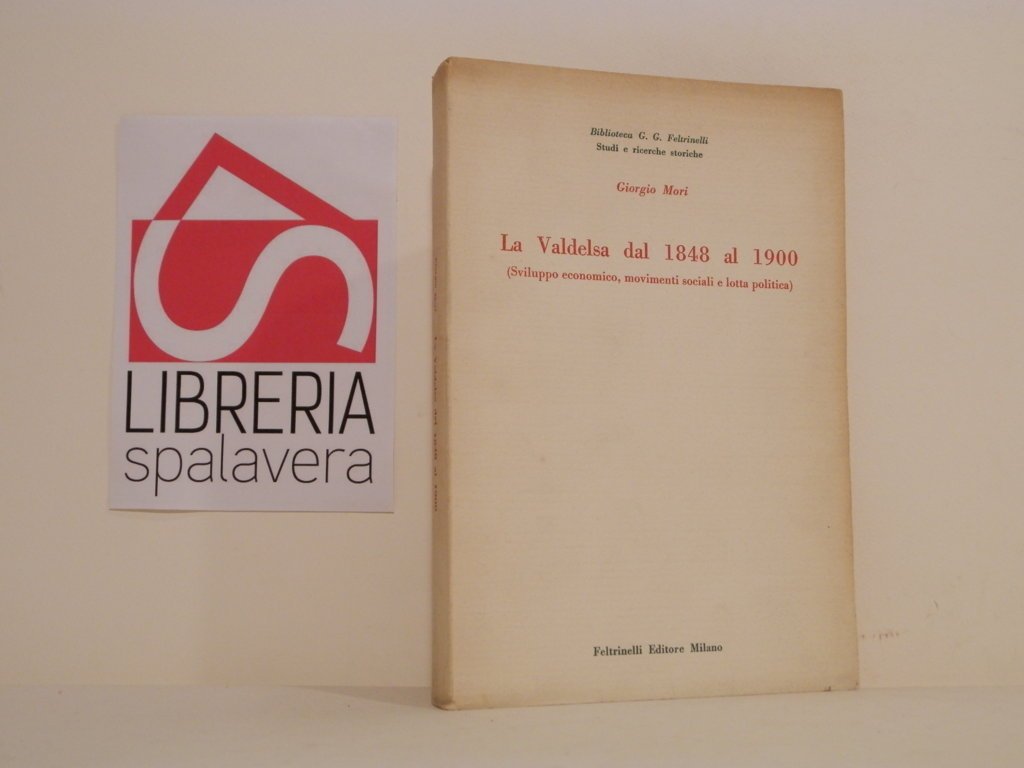 LIBRERIA
spalavera
Biblioteca G. G. Feltrinelli
Studi e ricerche storiche
Giorgio Mori
La Valdelsa dal 1848 al 1900
(Sviluppo economico, movimenti sociali e lotta politica)
Feltrinelli Editore Milano